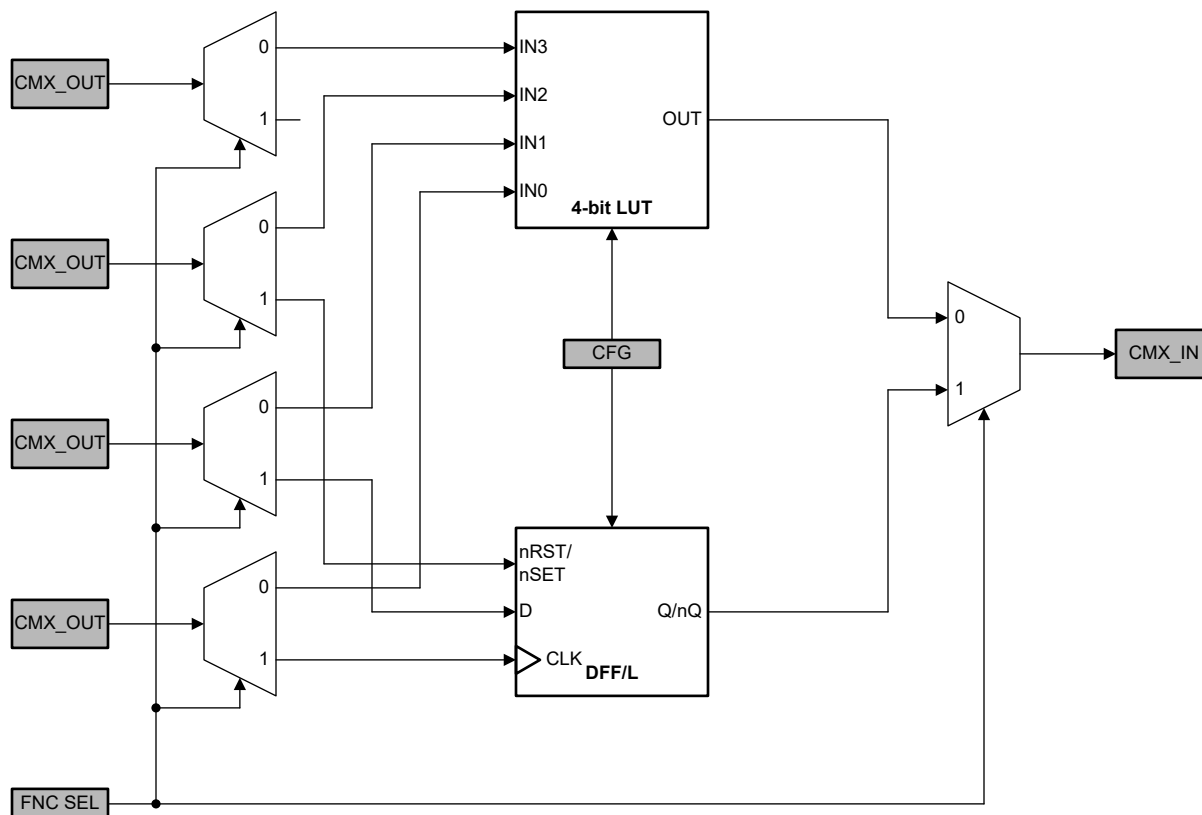 0
IN3
CMX_OUT
IN2
1
OUT
IN1
IN0
4-bit LUT
0
CMX_OUT
1
0
CFG
CMX_IN
1
0
CMX_OUT
1
nRST/
nSET
0
D
Q/nQ
CMX_OUT
1
CLK
DFF/L
FNC SEL